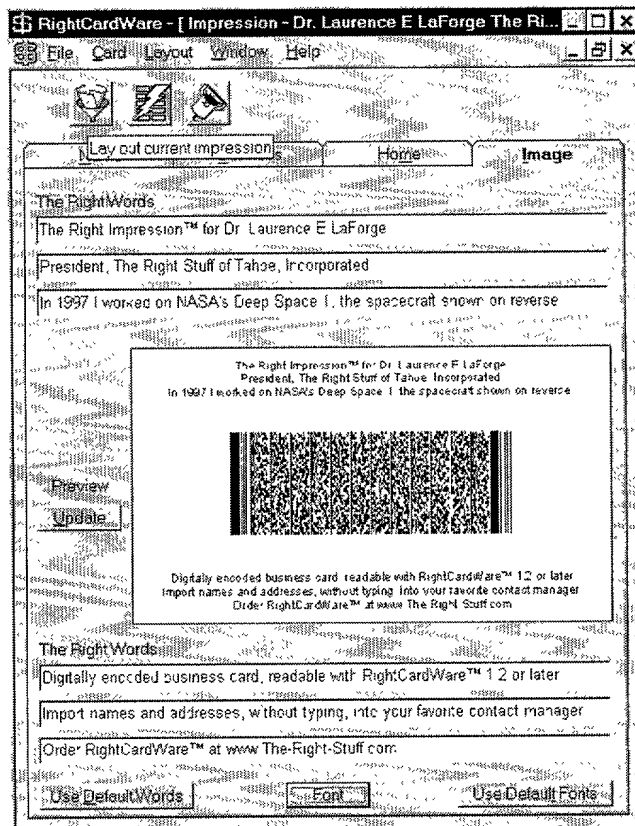 RightCardWare - [ Impression - Dr. Laurence E LaForge The Ri...
File Card Layout Window Help
Lay out current impression
Home Image
The Right Words
The Right Impression™ for Dr. Laurence E LaForge
President, The Right Stuff of Tahoe, Incorporated
In 1997 I worked on NASA's Deep Space 1, the spacecraft shown on reverse
The Right Impression™ for Dr. Laurence E LaForge
President, The Right Stuff of Tahoe Incorporated
In 1997 I worked on NASA's Deep Space 1 the spacecraft shown on reverse
Preview
Update
Digitally encoded business card readable with RightCardWare™ 1.2 or later
Import names and addresses, without typing into your favorite contact manager
Order RightCardWare™ at www The-Right-Stuff.com
The Right Words
Digitally encoded business card, readable with RightCardWare™ 1 2 or later
Import names and addresses, without typing, into your favorite contact manager
Order RightCardWare™ at www The-Right-Stuff com
Use Default Words Font Use Default Fonts